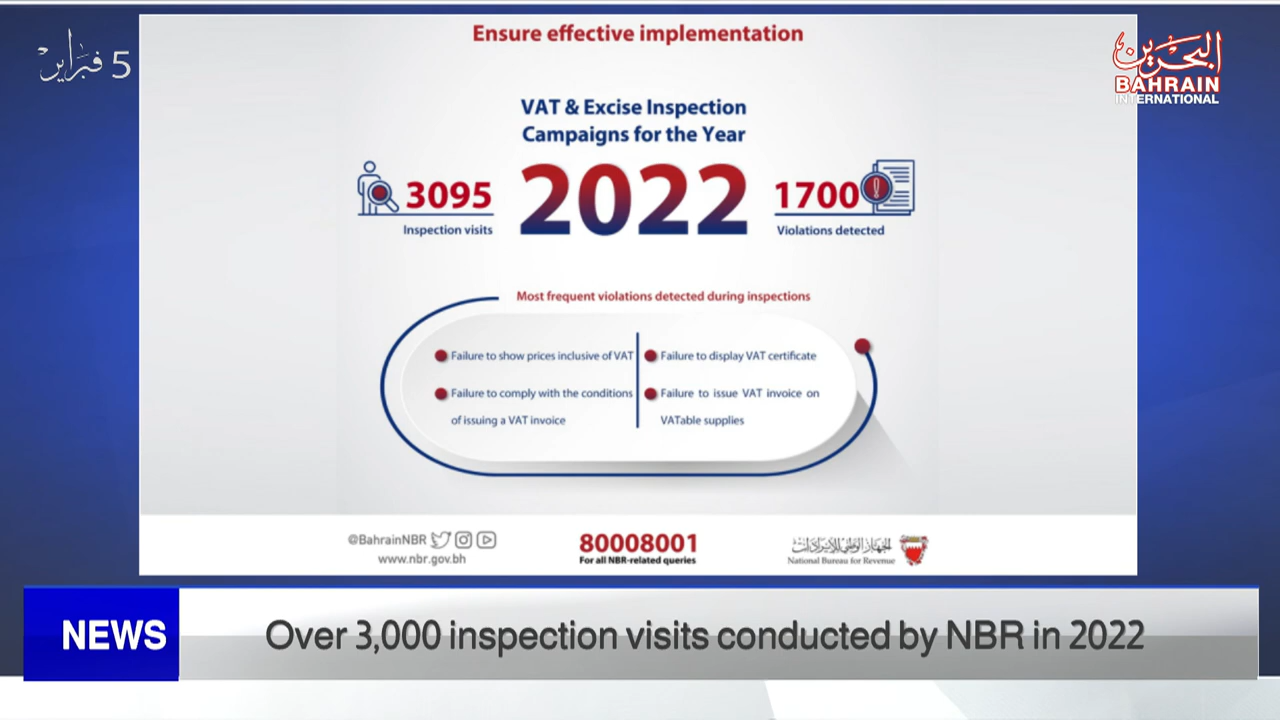 5 فبراير
البحرين
BAHRAIN
INTERNATIONAL
Ensure effective implementation
VAT & Excise Inspection
Campaigns for the Year
2022
3095
Inspection visits
1700
Violations detected
Most frequent violations detected during inspections
Failure to show prices inclusive of VAT
Failure to comply with the conditions
of issuing a VAT invoice
Failure to display VAT certificate
Failure to issue VAT invoice on
VATable supplies
@BahrainNBR
www.nbr.gov.bh
80008001
For all NBR-related queries
الجهاز الوطني للإيرادات
National Bureau for Revenue
NEWS
Over 3,000 inspection visits conducted by NBR in 2022